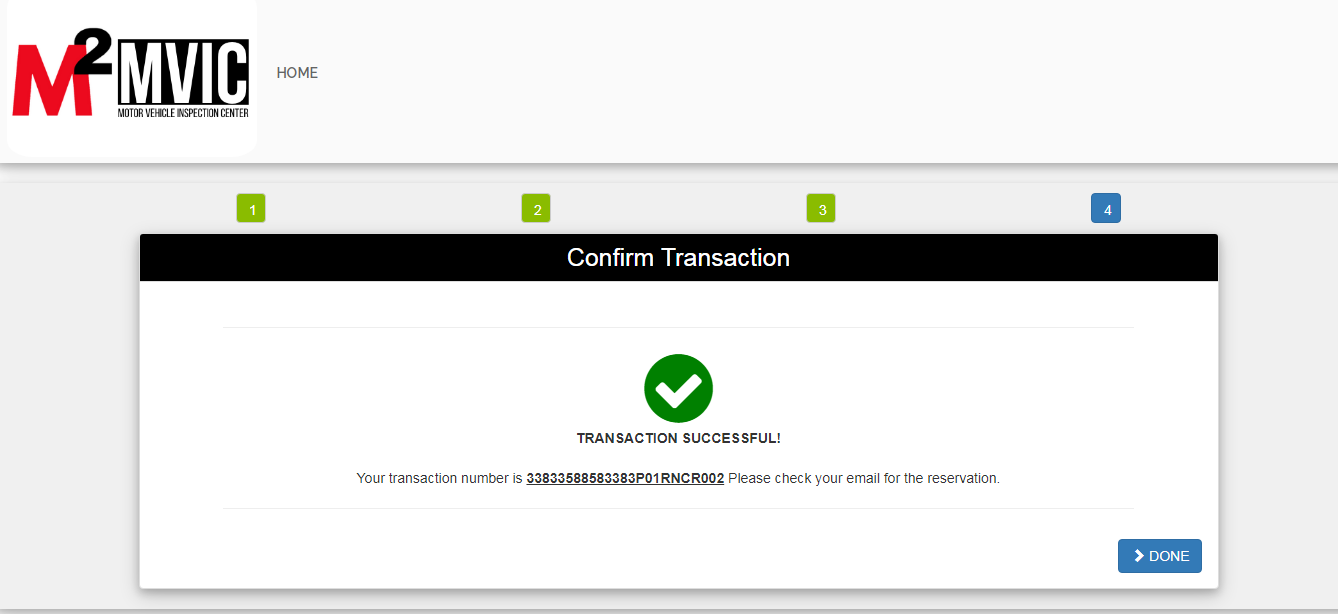 M2 MVIC
MOTOR VEHICLE INSPECTION CENTER
HOME
1 2 3 4
Confirm Transaction
TRANSACTION SUCCESSFUL!
Your transaction number is 33833588583383P01RNCR002 Please check your email for the reservation.
DONE